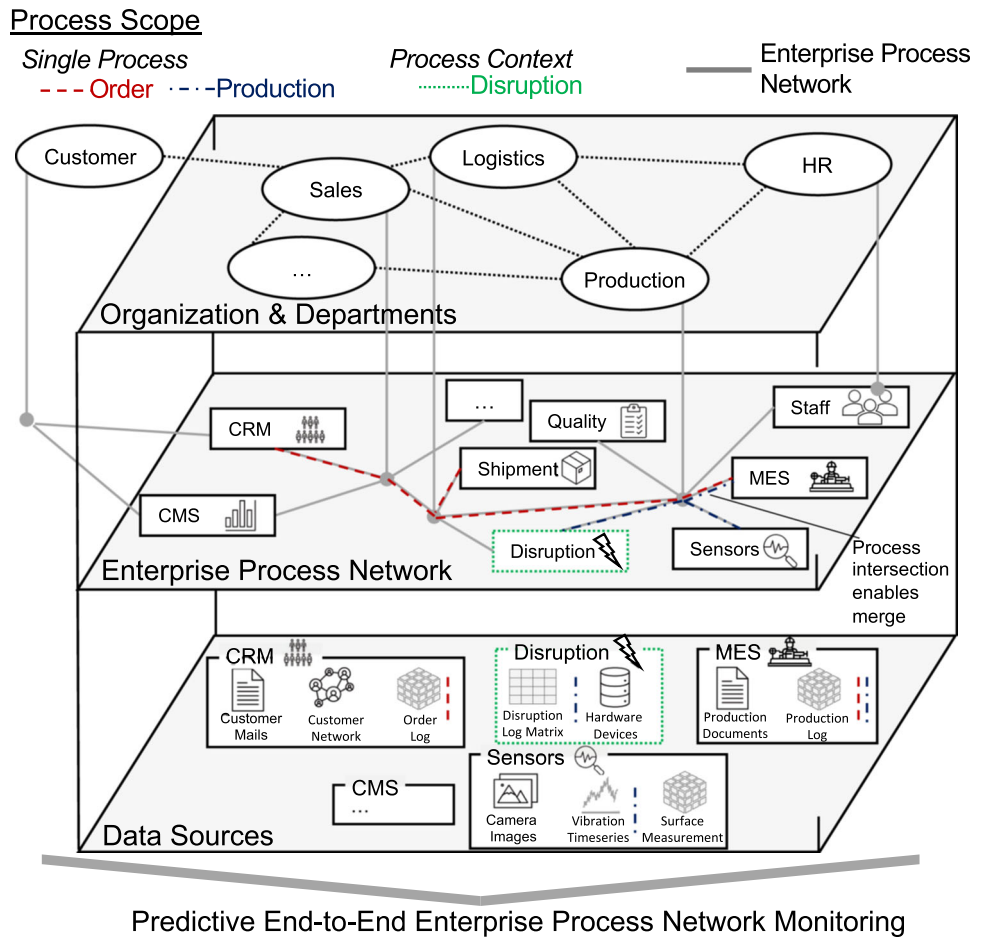 Process Scope
Single Process
Process Context
Enterprise Process
Network
Order
Production
Disruption
Customer
Logistics
HR
Sales
...
Production
Organization & Departments
...
Staff
CRM
Quality
Shipment
MES
CMS
Disruption
Sensors
Process
intersection
enables
merge
Enterprise Process Network
CRM
Customer
Mails
Customer
Network
Order
Log
Disruption
Disruption
Log Matrix
Hardware
Devices
MES
Production
Documents
Production
Log
CMS
...
Sensors
Camera
Images
Vibration
Timeseries
Surface
Measurement
Data Sources
Predictive End-to-End Enterprise Process Network Monitoring